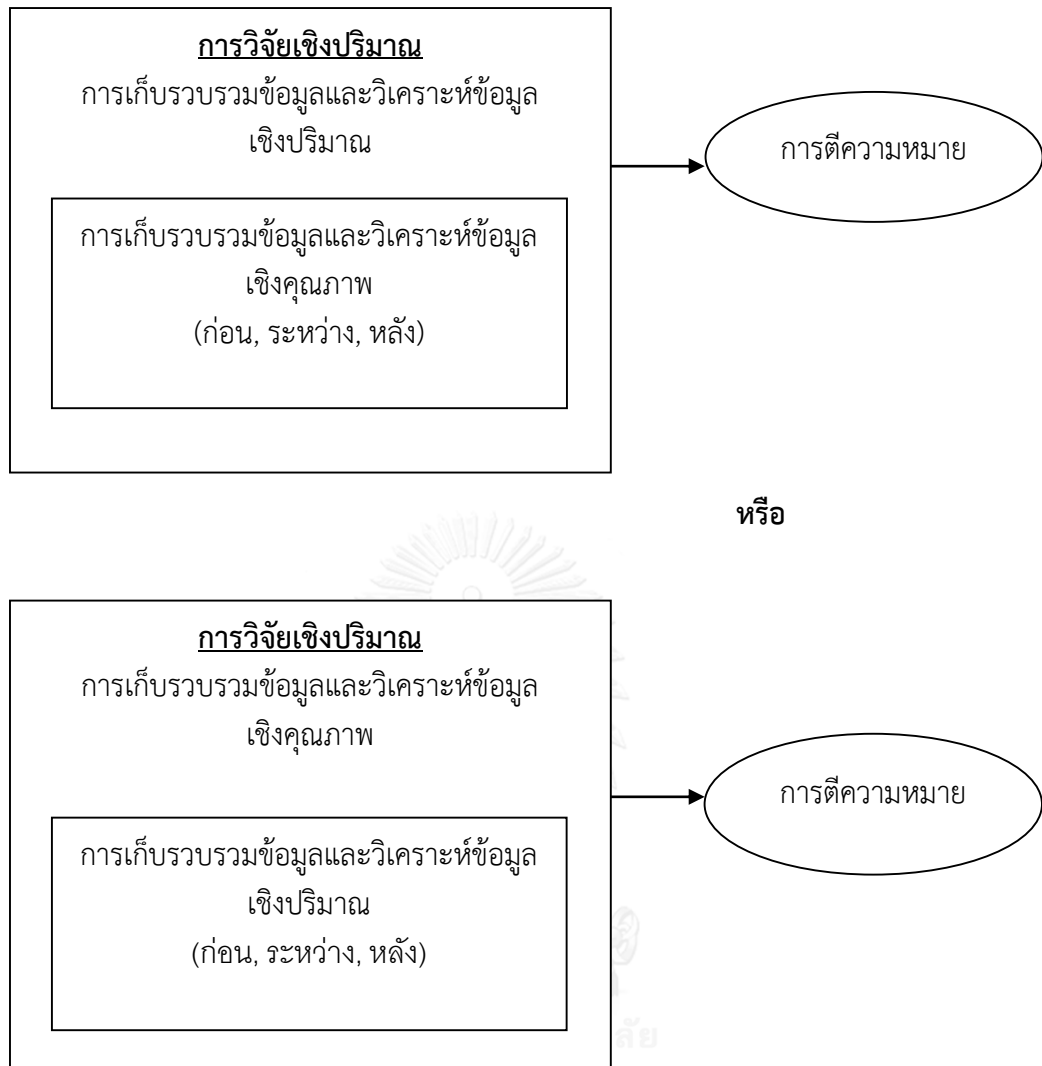 การวิจัยเชิงปริมาณ
การเก็บรวบรวมข้อมูลและวิเคราะห์ข้อมูล
เชิงปริมาณ
การตีความหมาย
การเก็บรวบรวมข้อมูลและวิเคราะห์ข้อมูล
เชิงคุณภาพ
(ก่อน, ระหว่าง, หลัง)
หรือ
การวิจัยเชิงปริมาณ
การเก็บรวบรวมข้อมูลและวิเคราะห์ข้อมูล
เชิงคุณภาพ
การตีความหมาย
การเก็บรวบรวมข้อมูลและวิเคราะห์ข้อมูล
เชิงปริมาณ
(ก่อน, ระหว่าง, หลัง)